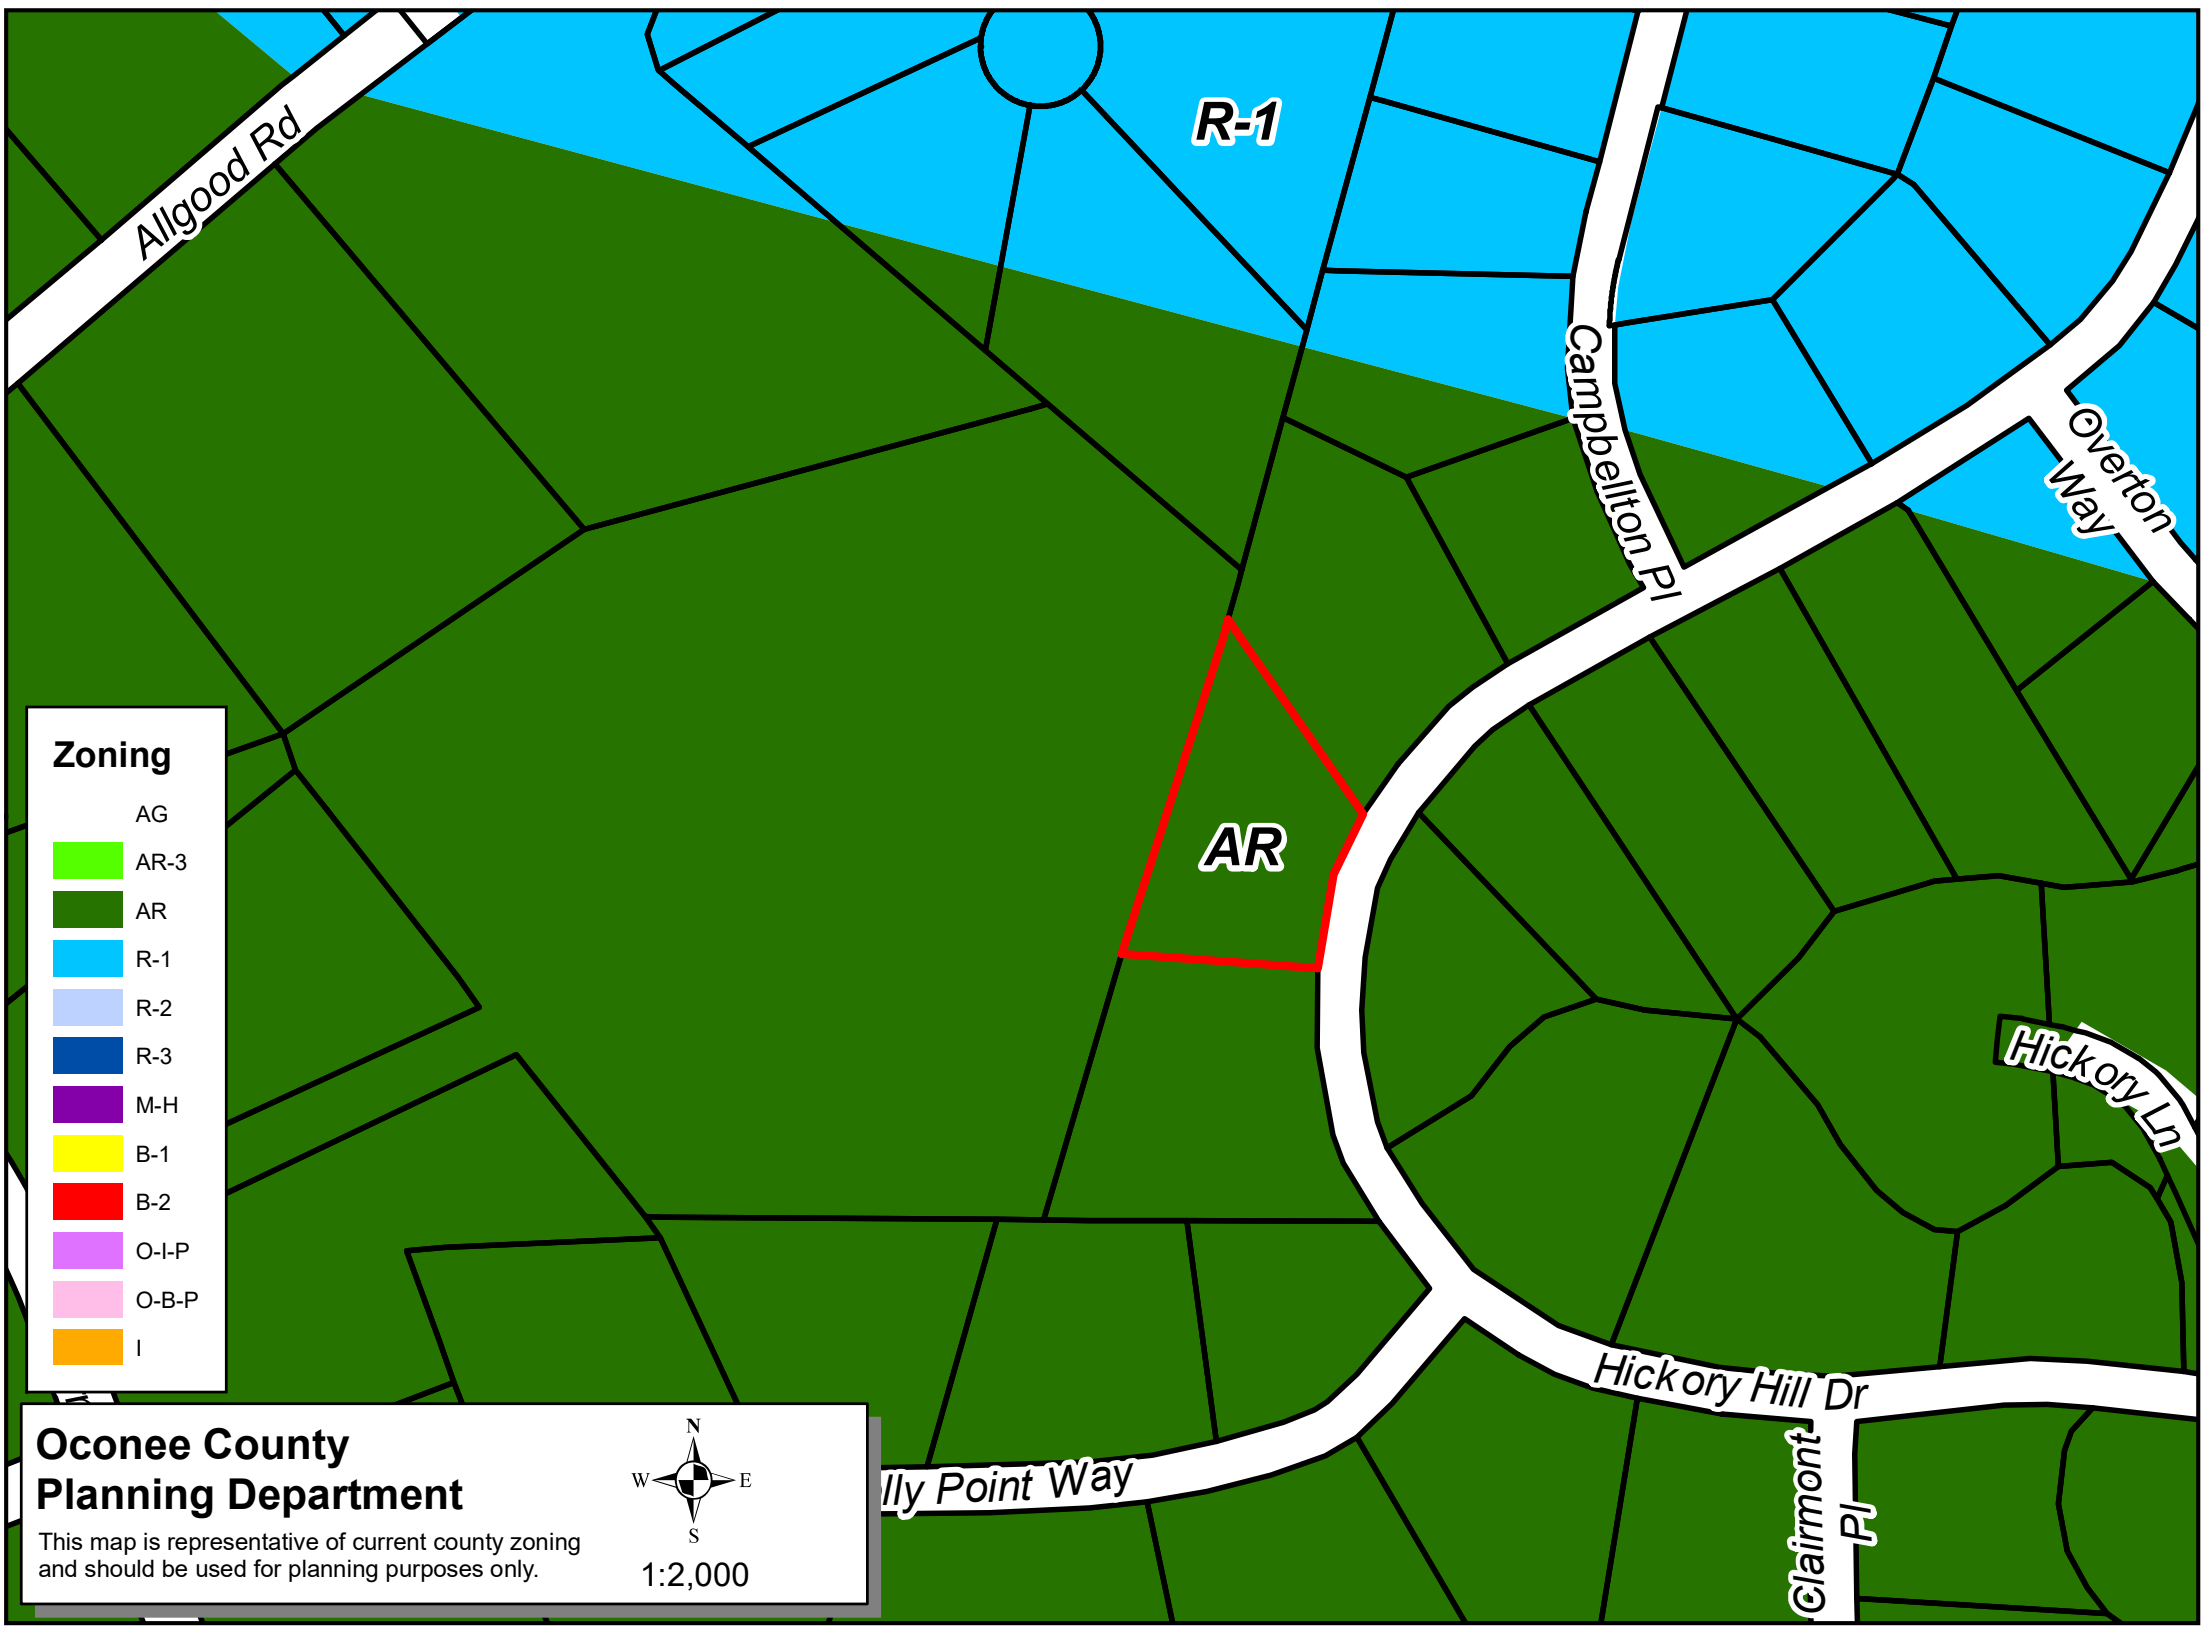 R-1
Allgood Rd
Campbellton Pl
Overton
Way
AR
Hickory Ln
Zoning
AG
AR-3
AR
R-1
R-2
R-3
M-H
B-1
B-2
O-I-P
O-B-P
I
Hickory Hill Dr
Clairmont
Pl
lly Point Way
Oconee County
Planning Department
This map is representative of current county zoning
and should be used for planning purposes only.
N
W E
S
1:2,000